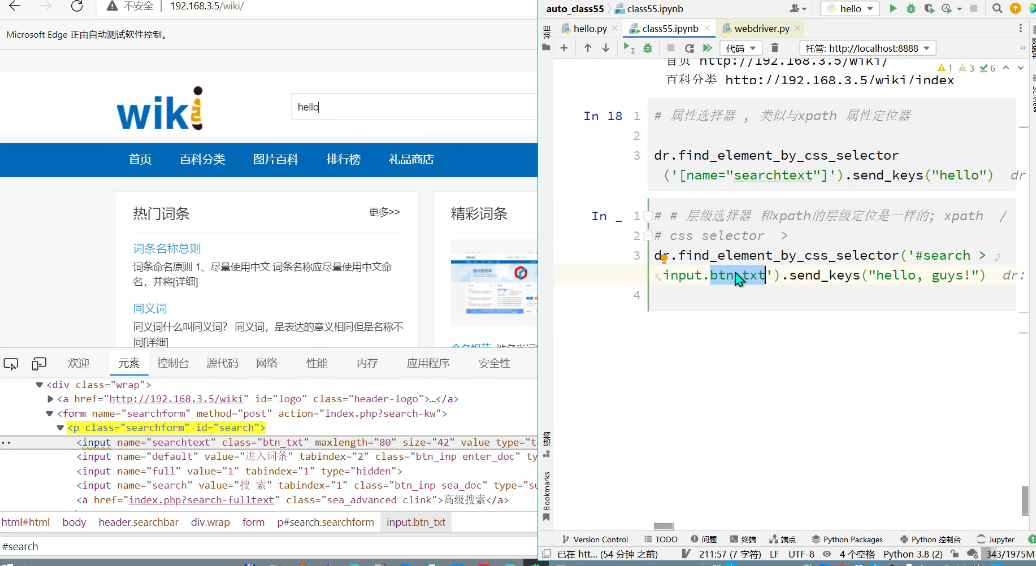 不安全 192.168.3.5/wiki/
Microsoft Edge 正由自动测试软件控制。
wiki
hello
首页 百科分类 图片百科 排行榜 礼品商店
热门词条 更多>>
词条名称总则
词条命名原则 1、尽量使用中文 词条名称应尽量使用中文命
名，并将[详细]
同义词
同义词什么叫同义词? 同义词，是表达的意义相同但是名称不
同[详细]
精彩词条
欢迎 元素 控制台 源代码 网络 性能 内存 应用程序 安全性
<div class="wrap">
<a href="http://192.168.3.5/wiki" id="logo" class="header-logo">…</a>
<form name="searchform" method="post" action="index.php?search-kw">
<p class="searchform" id="search">
<input name="searchtext" class="btn_txt" maxlength="80" size="42" value type="t
<input name="default" value="进入词条" tabindex="2" class="btn_inp enter_doc" ty
<input name="full" value="1" tabindex="1" type="hidden">
<input name="search" value="搜 索" tabindex="1" class="btn_inp sea_doc" type="su
<a href="index.php?search-fulltext" class="sea_advanced clink">高级搜索</a>
html#html body header.searchbar div.wrap form p#search.searchform input.btn_txt
#search
auto_class55 class55.ipynb hello
hello.py class55.ipynb webdriver.py
代码 托管: http://localhost:8888
首页 http://192.168.3.5/wiki/
1 3 6
百科分类 http://192.168.3.5/wiki/index
In 18 1 # 属性选择器 , 类似与xpath 属性定位器
2
3 dr.find_element_by_css_selector
('[name="searchtext"]').send_keys("hello") dr
In _ 1 # # 层级选择器 和xpath的层级定位是一样的; xpath /
2 # css selector >
3 dr.find_element_by_css_selector('#search >
input.btn_txt').send_keys("hello, guys!") dr:
4
Bookmarks
Version Control TODO 问题 终端 端点 Python Packages Python 控制台 Jupyter
已在 htt... (54 分钟 之前) 211:57 (7 字符) LF UTF-8 4 个空格 Python 3.8 (2) 343/1975M